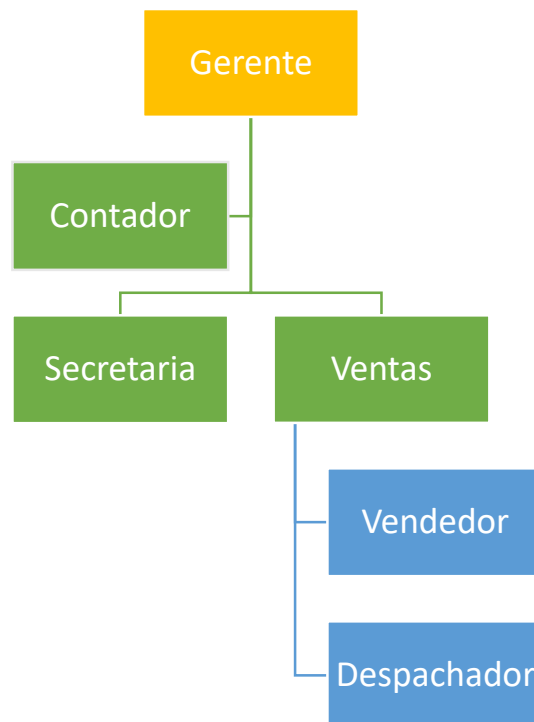 Gerente
Contador
Secretaria
Ventas
Vendedor
Despachador